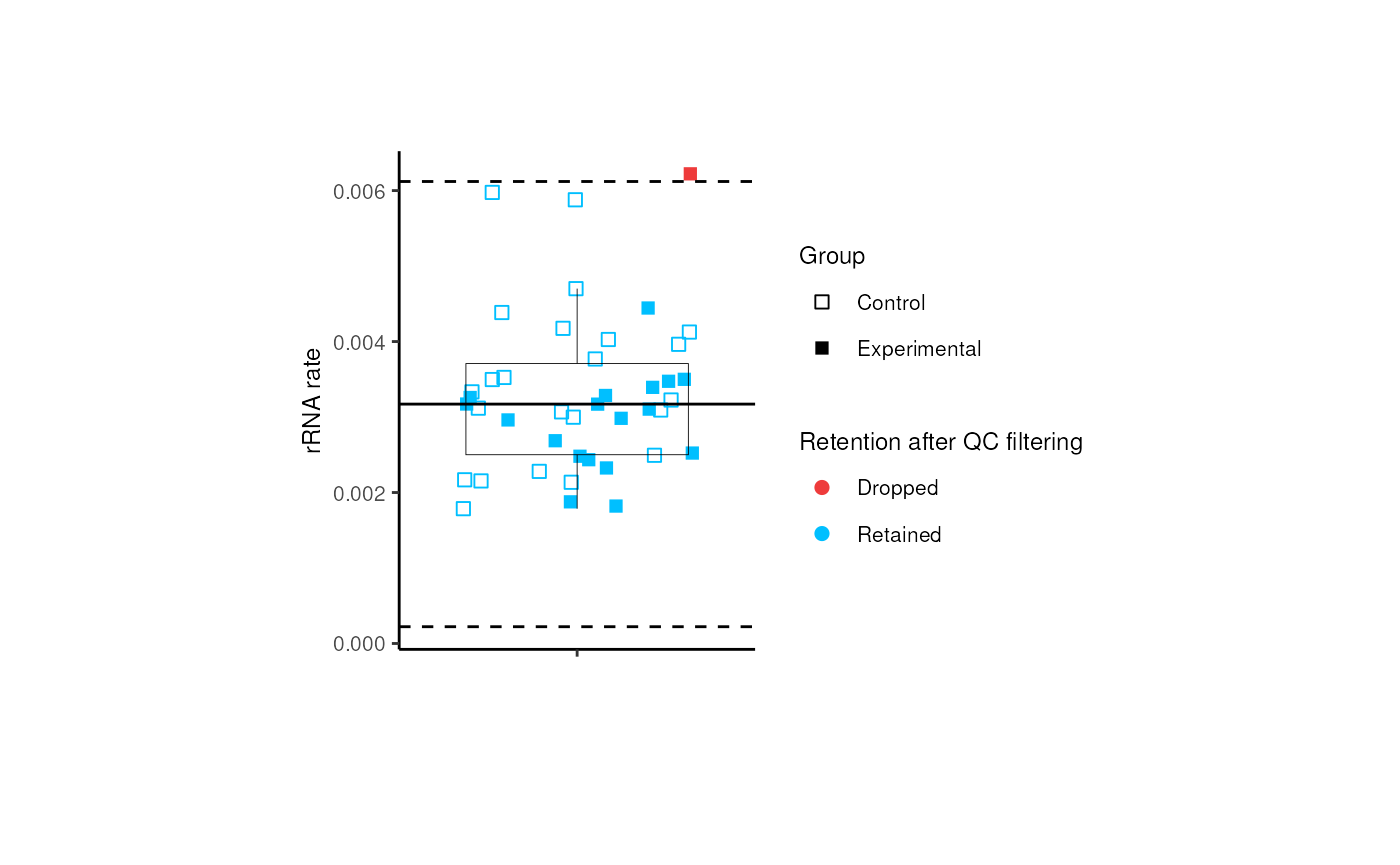 rRNA rate
0.006
0.004
0.002
0.000
Group
Control
Experimental
Retention after QC filtering
Dropped
Retained